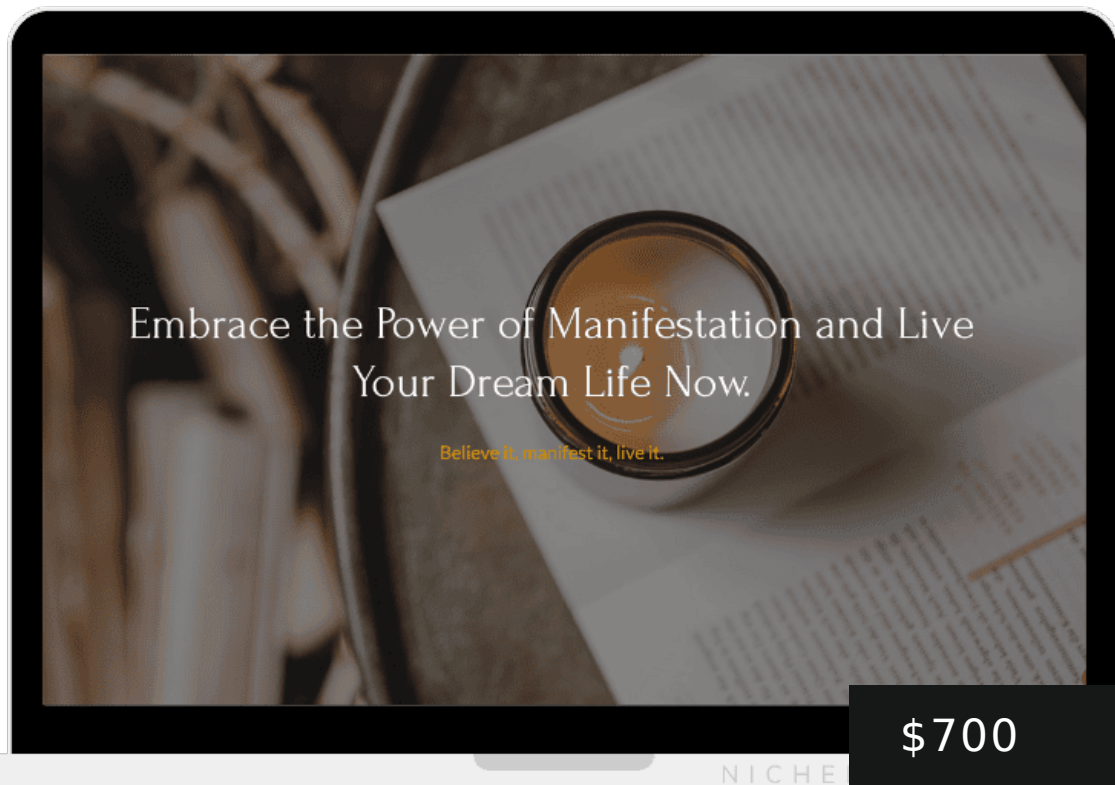 Embrace the Power of Manifestation and Live
Your Dream Life Now.
Believe it, manifest it, live it.
$700
NICHE